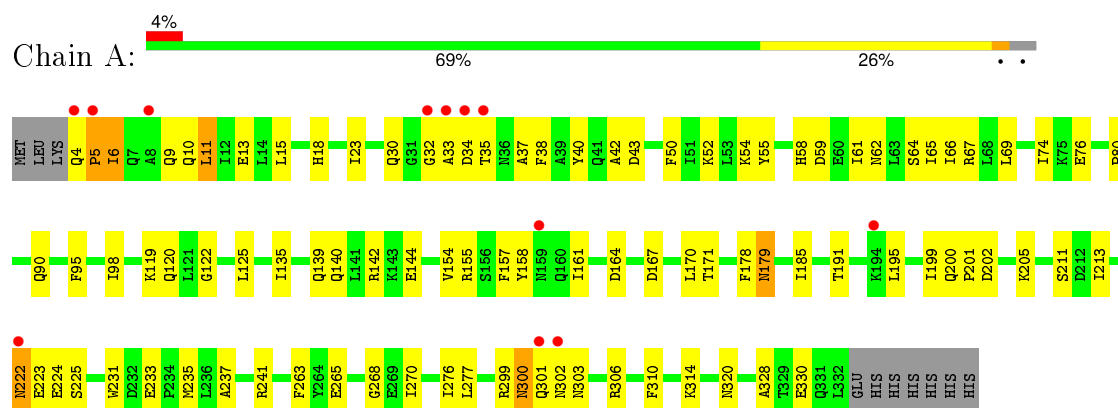 4%
Chain A:
69% 26% • •
MET LEU LYS Q4 P5 I6 Q7 A8 Q9 Q10 L11 I12 E13 L14 L15 H18 I23 Q30 G31 G32 A33 D34 T35 N36 A37 F38 A39 Y40 Q41 A42 D43 F50 I51 K52 L53 K54 Y55 H58 D59 E60 I61 N62 L63 S64 I65 I66 R67 L68 L69 I74 K75 E76
Q90 F95 I98 K119 Q120 L121 G122 L125 I135 Q139 Q140 L141 R142 K143 E144 V154 R155 S156 F157 Y158 N159 Q160 I161 D164 D167 L170 T171 F178 N179 I185 T191 K194 L195 I199 Q200 P201 D202 K205 S211 D212 I213
N222 E223 E224 S225 W231 D232 E233 P234 M235 L236 A237 R241 F263 Y264 E265 G268 E269 I270 I276 L277 R299 N300 Q301 N302 N303 R306 F310 K314 N320 A328 T329 E330 Q331 L332 GLU HIS HIS HIS HIS HIS HIS